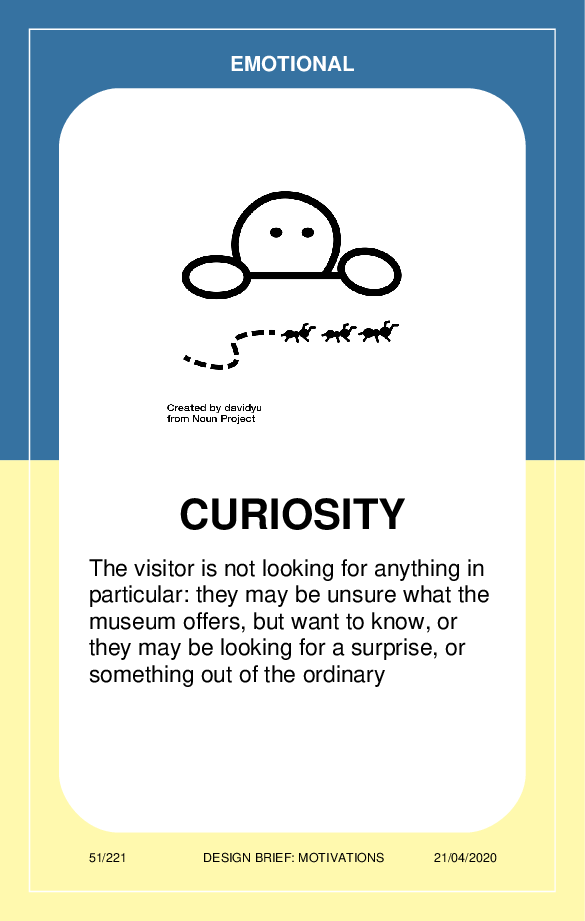 EMOTIONAL
Created by davidyu
from Noun Project
CURIOSITY
The visitor is not looking for anything in
particular: they may be unsure what the
museum offers, but want to know, or
they may be looking for a surprise, or
something out of the ordinary
51/221 DESIGN BRIEF: MOTIVATIONS 21/04/2020